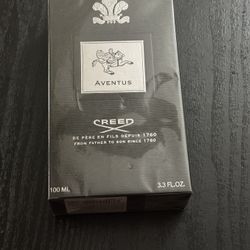 AVENTUS
CREED
DE PÈRE EN FILS DEPUIS 1760
FROM FATHER TO SON SINCE 1760
100 ML
3.3 FL.OZ.